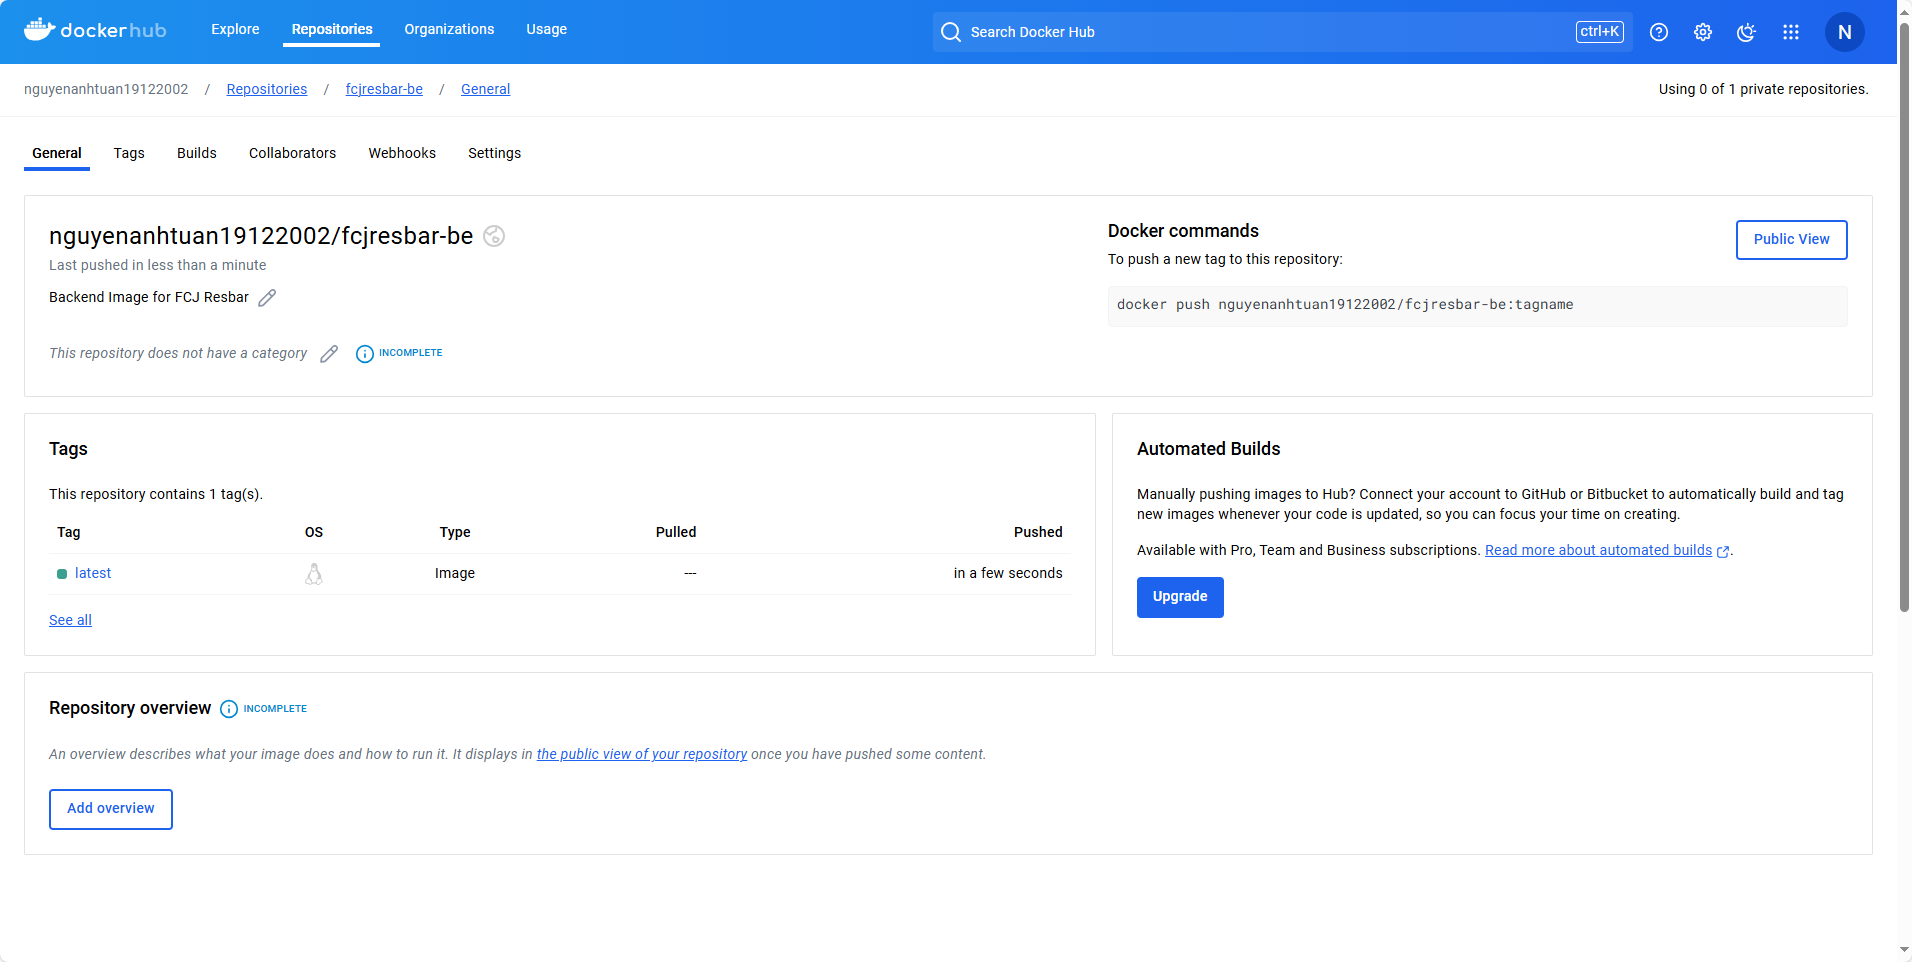 dockerhub
Explore Repositories Organizations Usage
Search Docker Hub ctrl+K
N
nguyenanhtuan19122002 / Repositories / fcjresbar-be / General
Using 0 of 1 private repositories.
General Tags Builds Collaborators Webhooks Settings
nguyenanhtuan19122002/fcjresbar-be
Last pushed in less than a minute
Backend Image for FCJ Resbar
This repository does not have a category INCOMPLETE
Docker commands
Public View
To push a new tag to this repository:
docker push nguyenanhtuan19122002/fcjresbar-be:tagname
Tags
This repository contains 1 tag(s).
Tag OS Type Pulled Pushed
latest Image --- in a few seconds
See all
Automated Builds
Manually pushing images to Hub? Connect your account to GitHub or Bitbucket to automatically build and tag
new images whenever your code is updated, so you can focus your time on creating.
Available with Pro, Team and Business subscriptions. Read more about automated builds.
Upgrade
Repository overview INCOMPLETE
An overview describes what your image does and how to run it. It displays in the public view of your repository once you have pushed some content.
Add overview